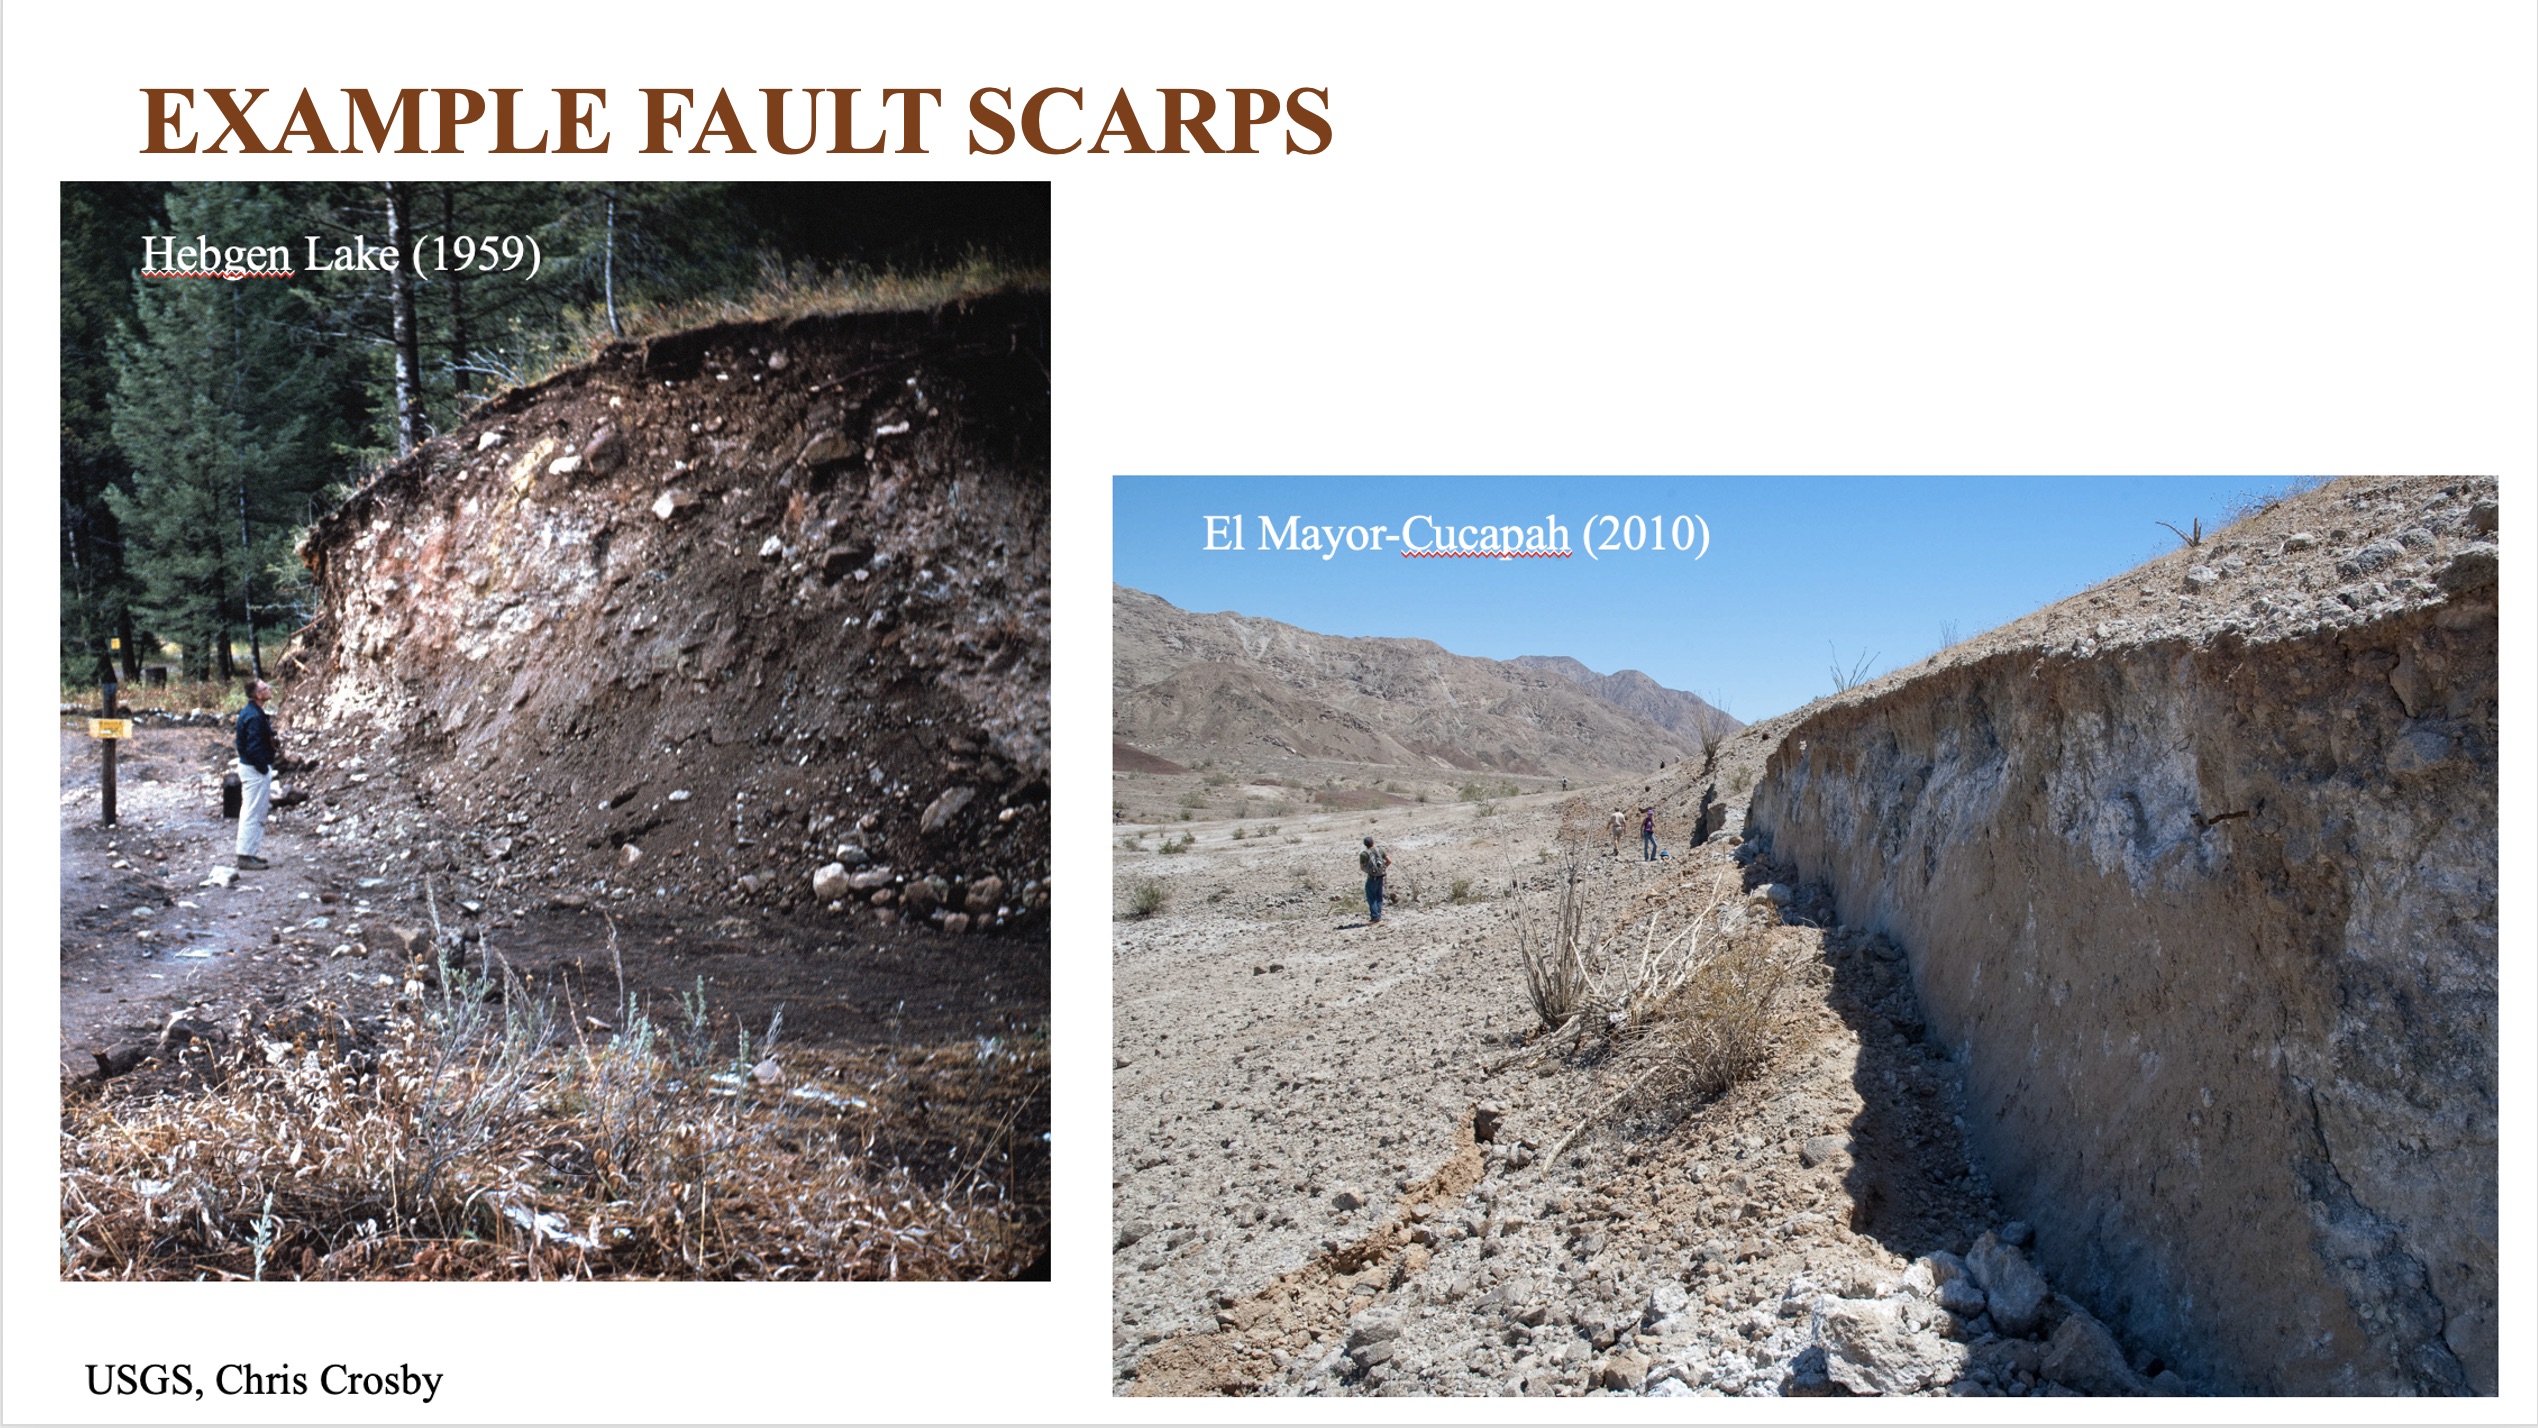 EXAMPLE FAULT SCARPS
Hebgen Lake (1959)
El Mayor-Cucapah (2010)
USGS, Chris Crosby